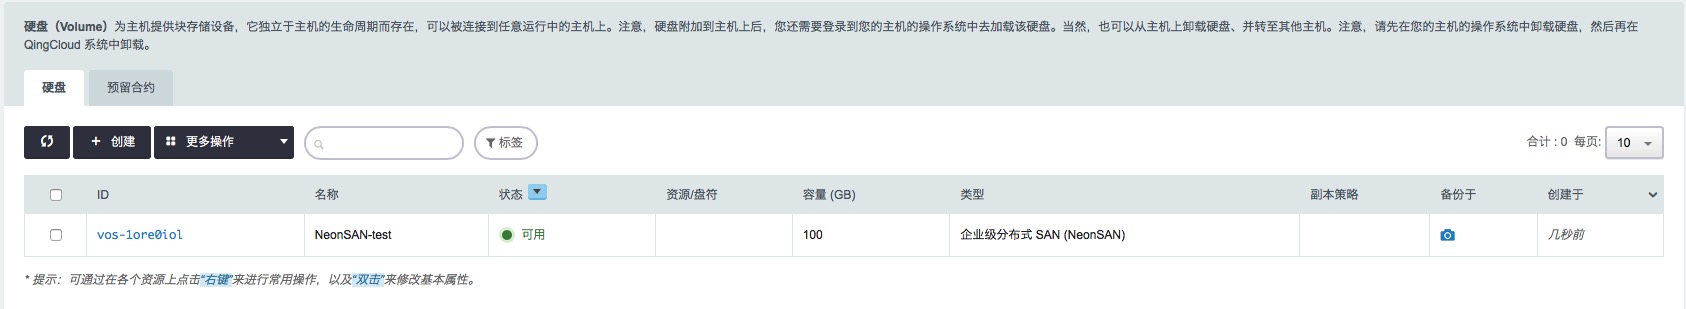 硬盘（Volume）为主机提供块存储设备，它独立于主机的生命周期而存在，可以被连接到任意运行中的主机上。注意，硬盘附加到主机上后，您还需要登录到您的主机的操作系统中去加载该硬盘。当然，也可以从主机上卸载硬盘、并转至其他主机。注意，请先在您的主机的操作系统中卸载硬盘，然后再在
QingCloud 系统中卸载。
硬盘 预留合约
+ 创建 更多操作 标签 合计 : 0 每页: 10
ID 名称 状态 资源/盘符 容量 (GB) 类型 副本策略 备份于 创建于
vos-1ore0iol NeonSAN-test 可用 100 企业级分布式 SAN (NeonSAN) 几秒前
* 提示：可通过在各个资源上点击“右键”来进行常用操作，以及“双击”来修改基本属性。